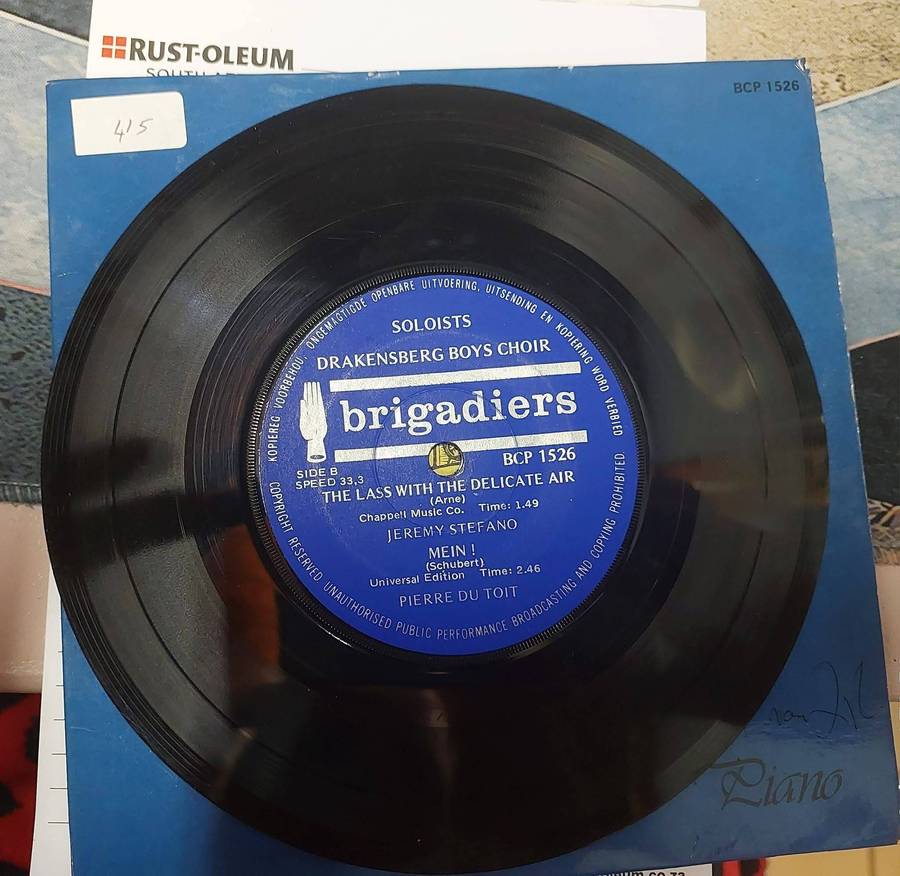 RUST-OLEUM
BCP 1526
415
KOPIEREG VOORBEHOU. ONGEMAGTIGDE OPENBARE UITVOERING, UITSENDING EN KOPIERING WORD VERBIED
SOLOISTS
DRAKENSBERG BOYS CHOIR
brigadiers
BCP 1526
SIDE B
SPEED 33,3
THE LASS WITH THE DELICATE AIR
(Arne)
Chappell Music Co. Time: 1.49
JEREMY STEFANO
MEIN !
(Schubert)
Universal Edition Time: 2.46
PIERRE DU TOIT
COPYRIGHT RESERVED UNAUTHORISED PUBLIC PERFORMANCE BROADCASTING AND COPYING PROHIBITED
Piano